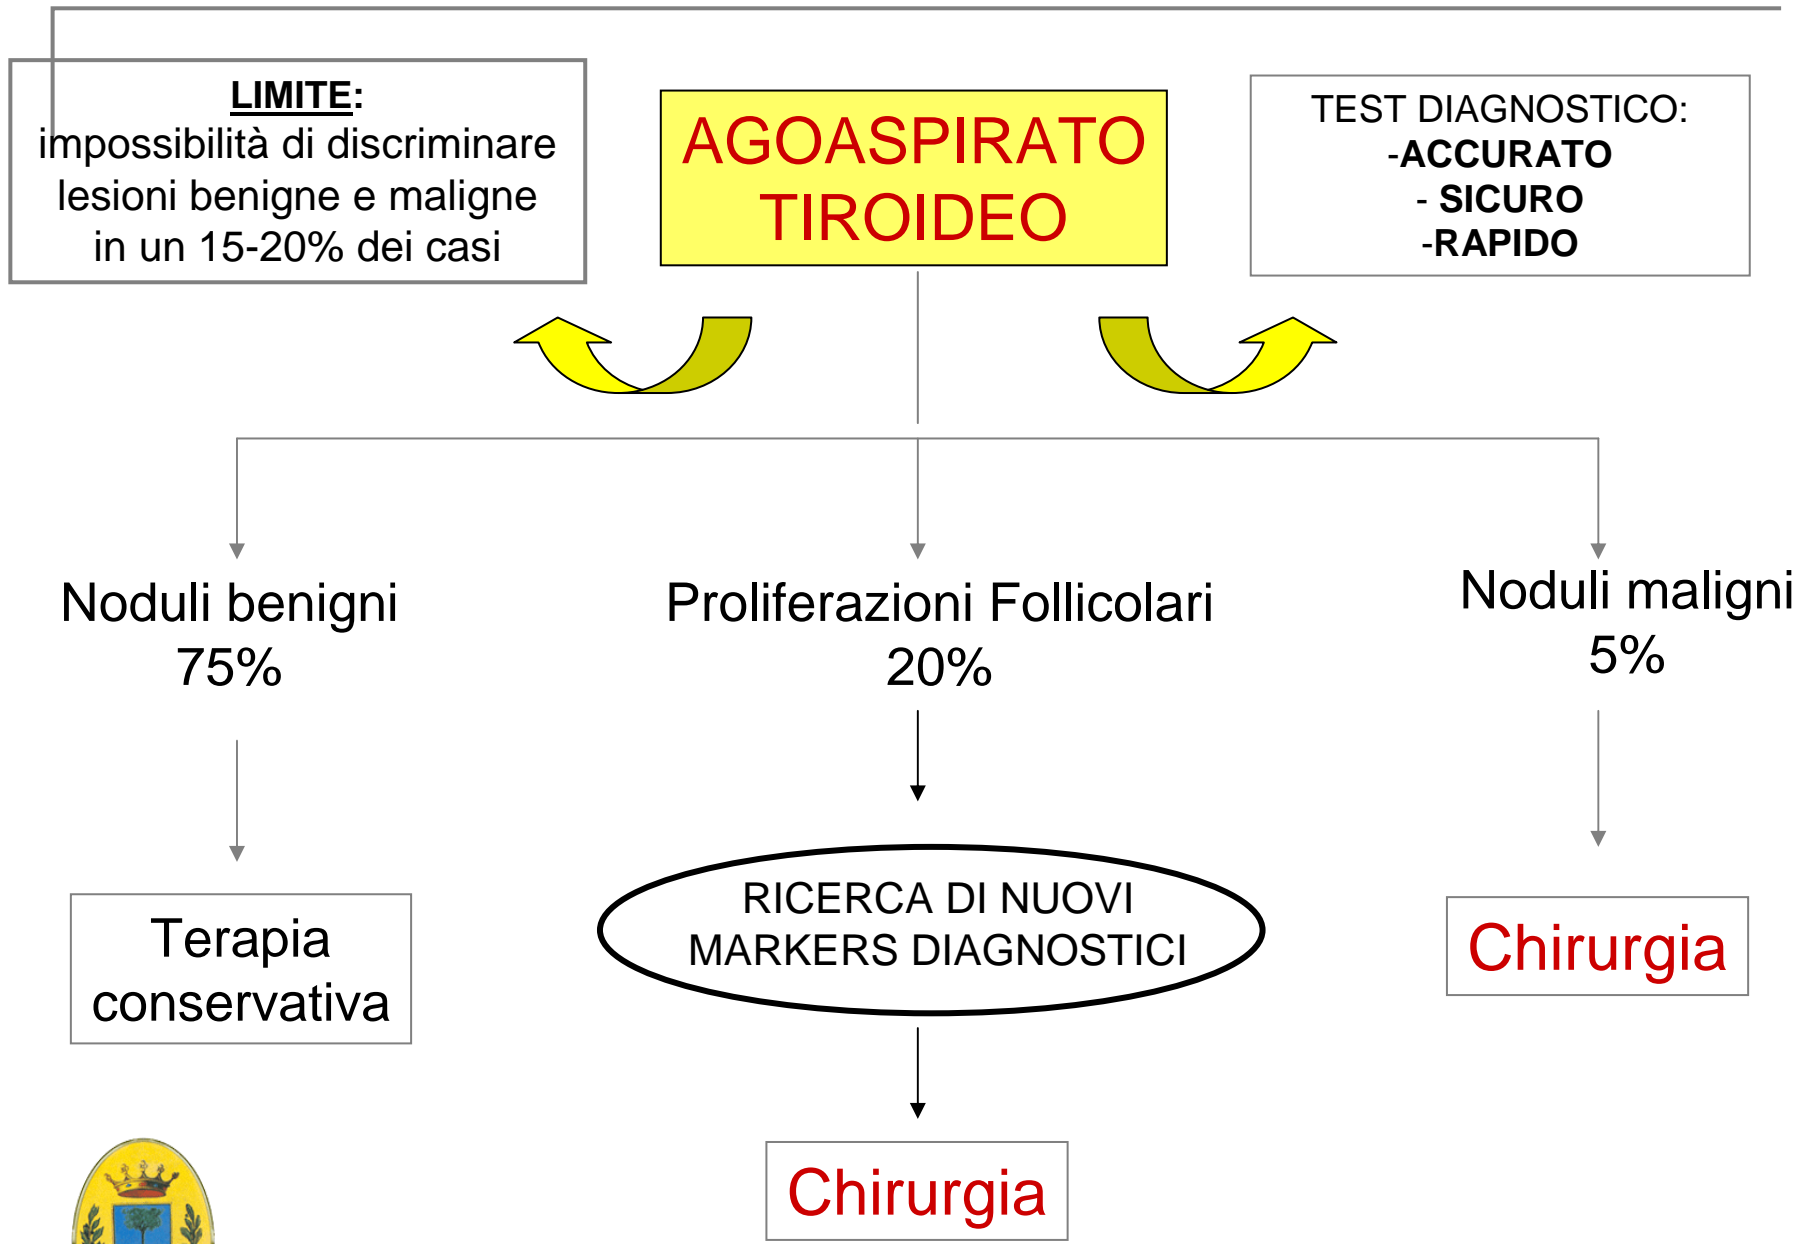 LIMITE:
impossibilità di discriminare
lesioni benigne e maligne
in un 15-20% dei casi
AGOASPIRATO
TIROIDEO
TEST DIAGNOSTICO:
-ACCURATO
- SICURO
-RAPIDO
Noduli benigni
75%
Proliferazioni Follicolari
20%
Noduli maligni
5%
Terapia
conservativa
RICERCA DI NUOVI
MARKERS DIAGNOSTICI
Chirurgia
Chirurgia